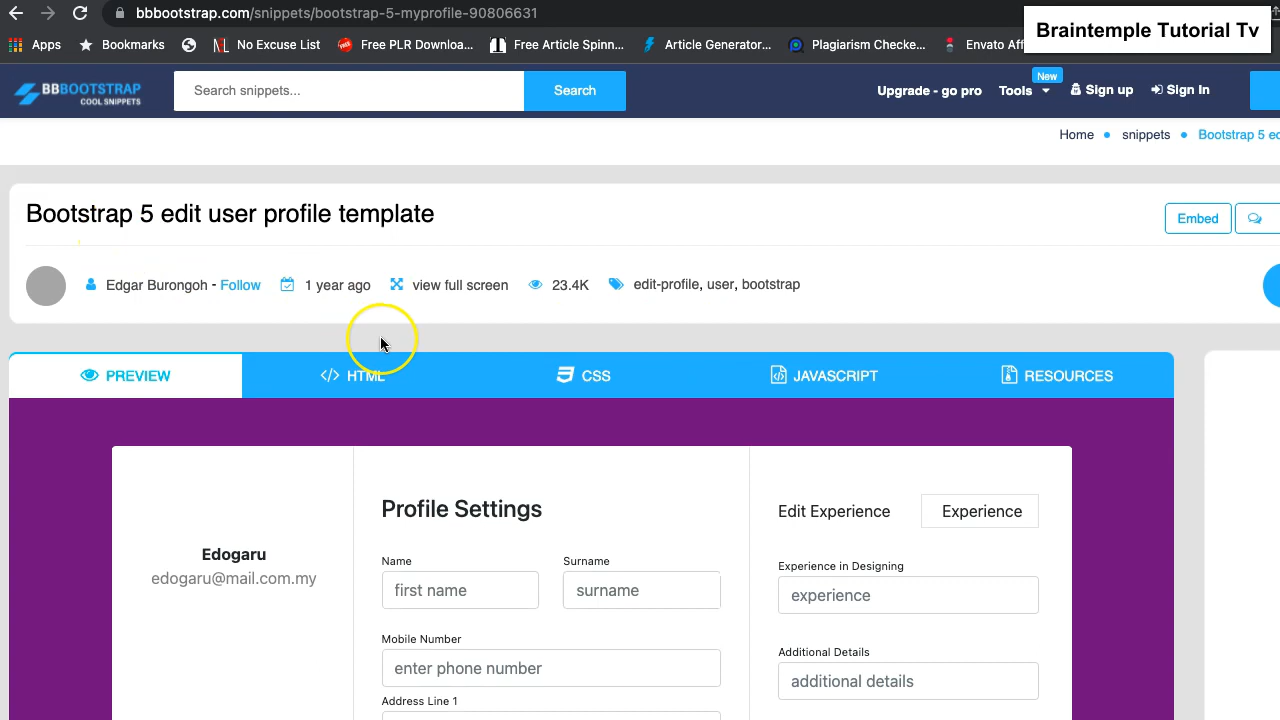 bbbootstrap.com/snippets/bootstrap-5-myprofile-90806631
Braintemple Tutorial Tv
Apps Bookmarks No Excuse List Free PLR Downloa... Free Article Spinn... Article Generator... Plagiarism Checke... Envato Aff
BBBOOTSTRAP
COOL SNIPPETS
Search snippets...
Search
Upgrade - go pro
Tools
New
Sign up
Sign In
Home snippets Bootstrap 5 ed
Bootstrap 5 edit user profile template
Embed
Edgar Burongoh - Follow 1 year ago view full screen 23.4K edit-profile, user, bootstrap
PREVIEW </> HTML CSS JAVASCRIPT RESOURCES
Edogaru
edogaru@mail.com.my
Profile Settings
Name Surname
first name surname
Mobile Number
enter phone number
Address Line 1
Edit Experience Experience
Experience in Designing
experience
Additional Details
additional details